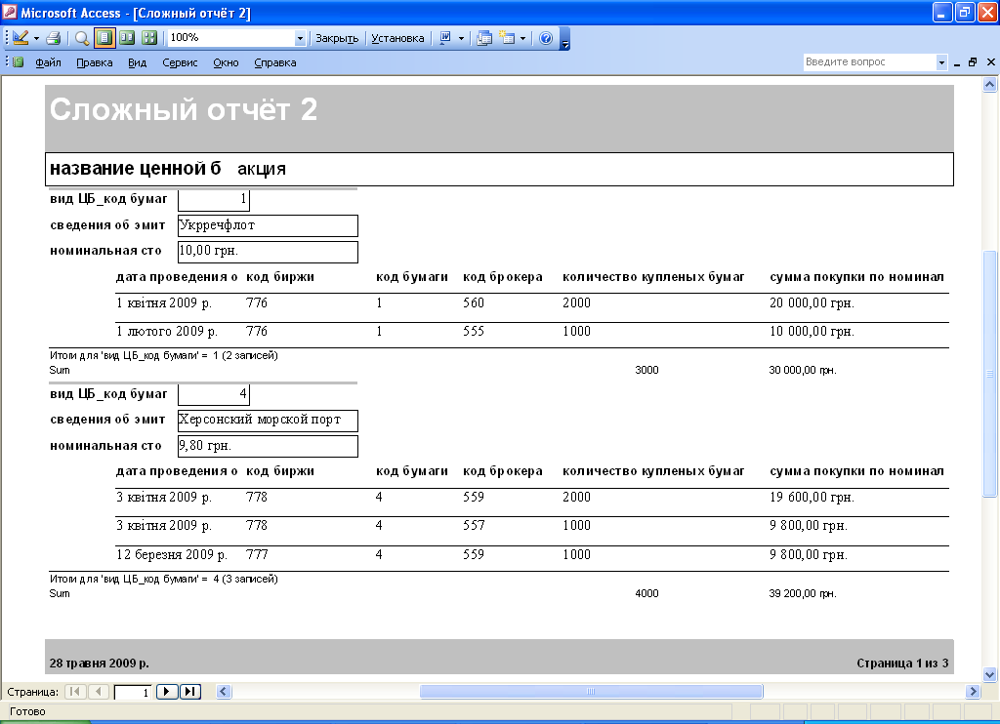 Microsoft Access - [Сложный отчёт 2]
100% Закрыть Установка
Файл Правка Вид Сервис Окно Справка Введите вопрос
Сложный отчёт 2
название ценной б акция
вид ЦБ_код бумаг 1
сведения об эмит Укрречфлот
номинальная сто 10,00 грн.
дата проведения о код биржи код бумаги код брокера количество купленых бумаг сумма покупки по номинал
1 квітня 2009 р. 776 1 560 2000 20 000,00 грн.
1 лютого 2009 р. 776 1 555 1000 10 000,00 грн.
Итоги для 'вид ЦБ_код бумаги' = 1 (2 записей)
Sum 3000 30 000,00 грн.
вид ЦБ_код бумаг 4
сведения об эмит Херсонский морской порт
номинальная сто 9,80 грн.
дата проведения о код биржи код бумаги код брокера количество купленых бумаг сумма покупки по номинал
3 квітня 2009 р. 778 4 559 2000 19 600,00 грн.
3 квітня 2009 р. 778 4 557 1000 9 800,00 грн.
12 березня 2009 р. 777 4 559 1000 9 800,00 грн.
Итоги для 'вид ЦБ_код бумаги' = 4 (3 записей)
Sum 4000 39 200,00 грн.
28 травня 2009 р. Страница 1 из 3
Страница: 1
Готово